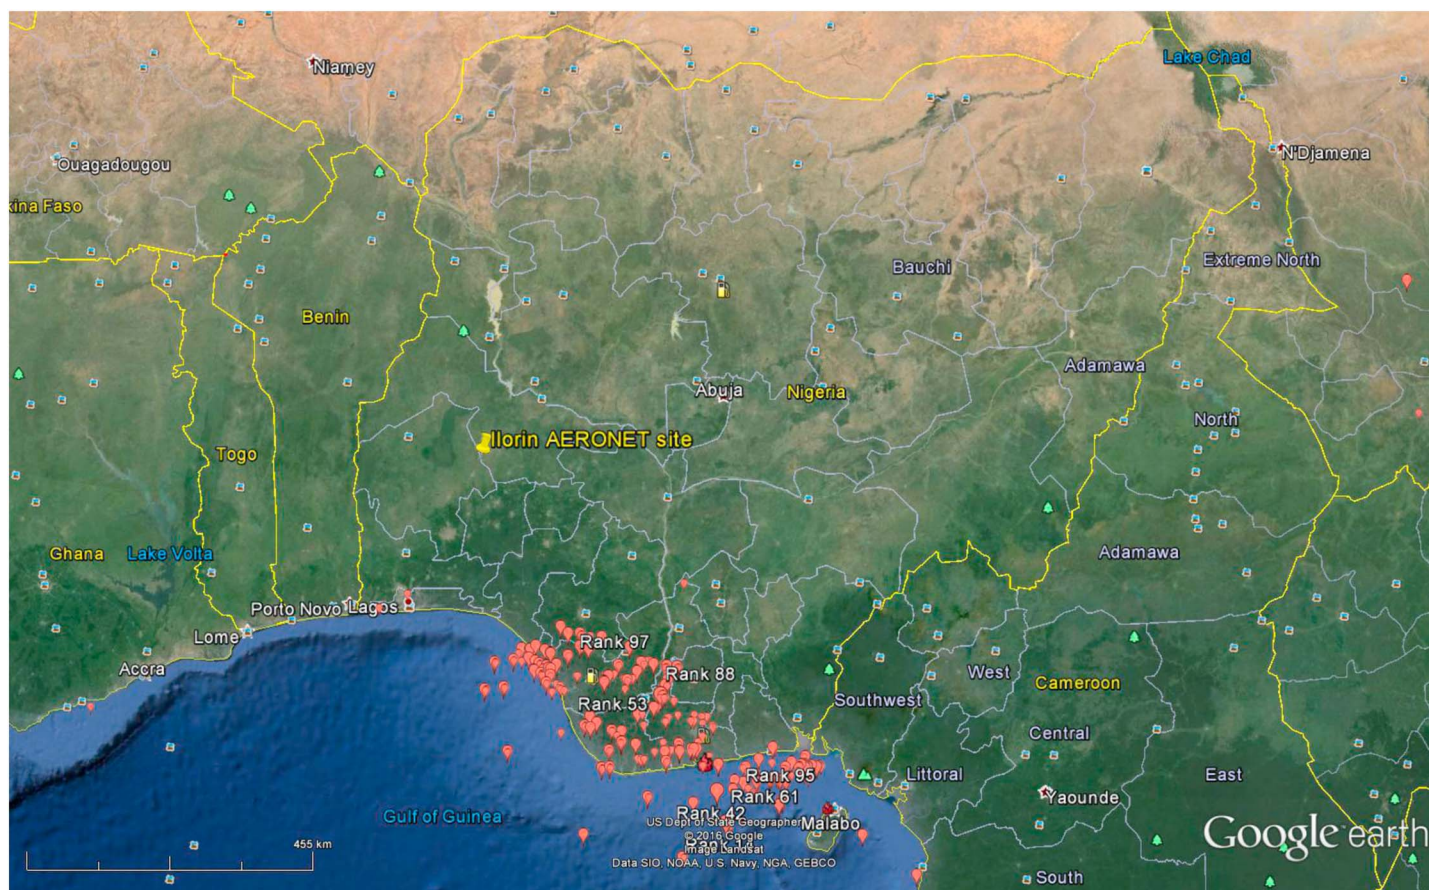 Lake Chad
Niamey
N'Djamena
Ouagadougou
kina Faso
Extreme North
Bauchi
Benin
Adamawa
Abuja
Nigeria
North
Ilorin AERONET site
Togo
Ghana
Lake Volta
Adamawa
Porto Novo
Lagos
Lome
Rank 97
Accra
Rank 88
West
Cameroon
Rank 53
Southwest
Central
Rank 95
Littoral
East
Rank 61
Yaounde
Rank 42
Gulf of Guinea
US Dept of State Geographer
Malabo
© 2016 Google
Google earth
455 km
Image Landsat
Data SIO, NOAA, U.S. Navy, NGA, GEBCO
South